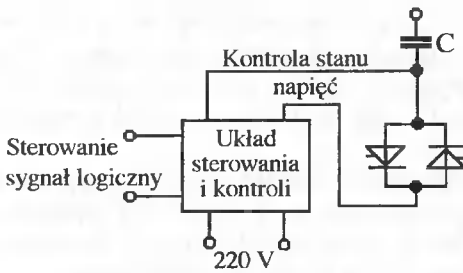 C
Kontrola stanu
napięć
Sterowanie
sygnał logiczny
Układ
sterowania
i kontroli
220 V